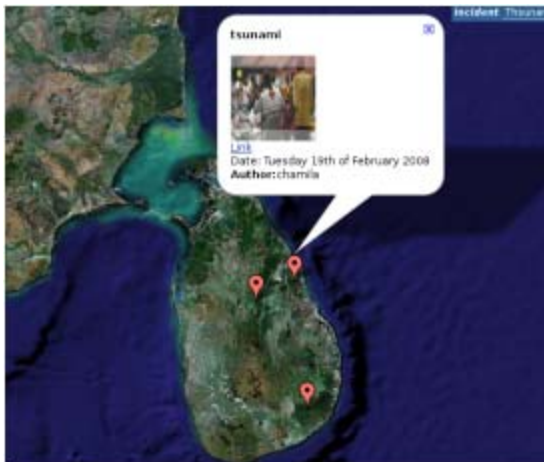 Incident
tsunami
Link
Date: Tuesday 19th of February 2008
Author:chamila